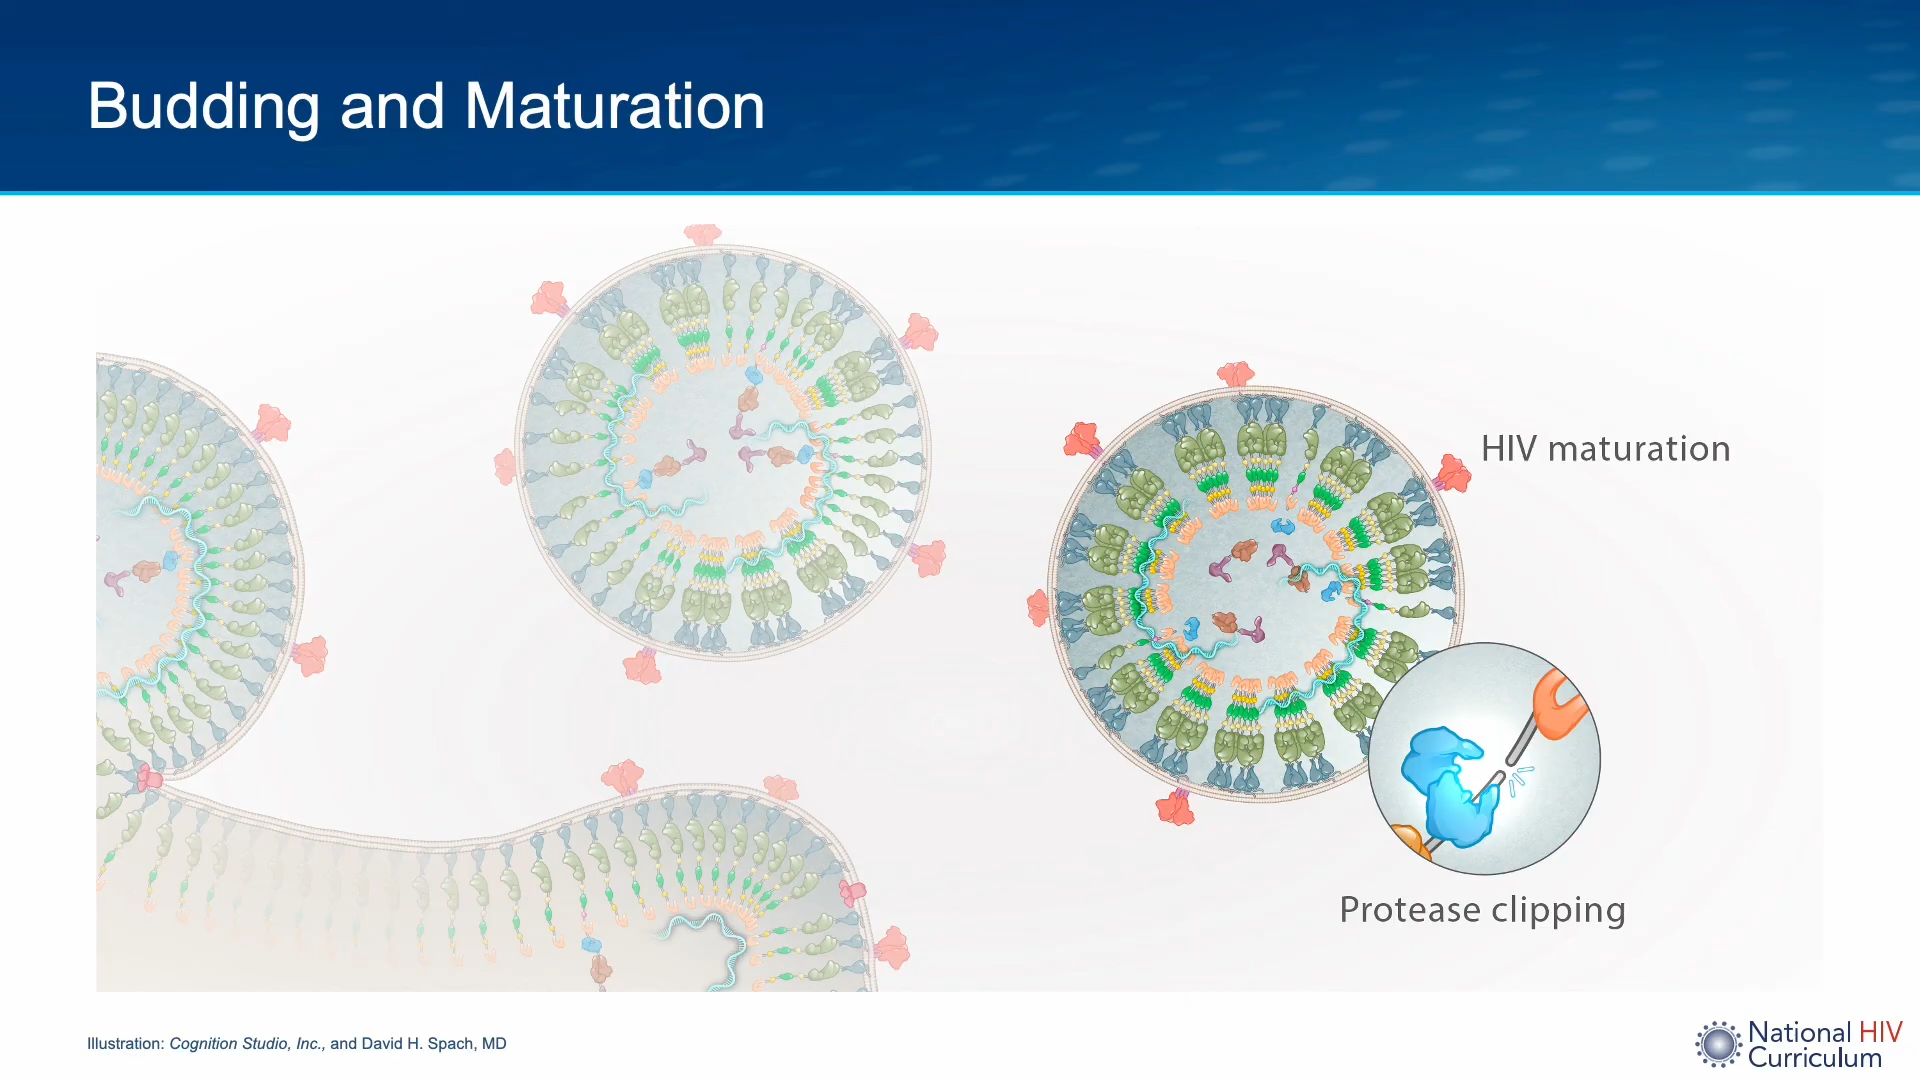 Budding and Maturation
HIV maturation
Protease clipping
Illustration: Cognition Studio, Inc., and David H. Spach, MD
National HIV
Curriculum